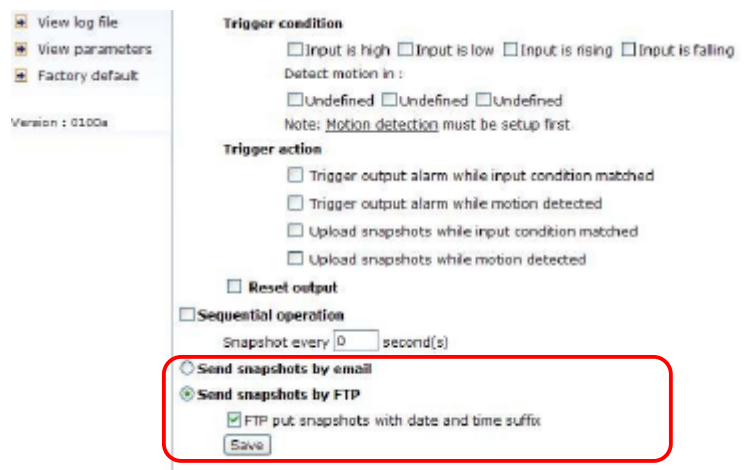 View log file
View parameters
Factory default
Version : 0100a
Trigger condition
Input is high Input is low Input is rising Input is falling
Detect motion in :
Undefined Undefined Undefined
Note: Motion detection must be setup first
Trigger action
Trigger output alarm while input condition matched
Trigger output alarm while motion detected
Upload snapshots while input condition matched
Upload snapshots while motion detected
Reset output
Sequential operation
Snapshot every 0 second(s)
Send snapshots by email
Send snapshots by FTP
FTP put snapshots with date and time suffix
Save